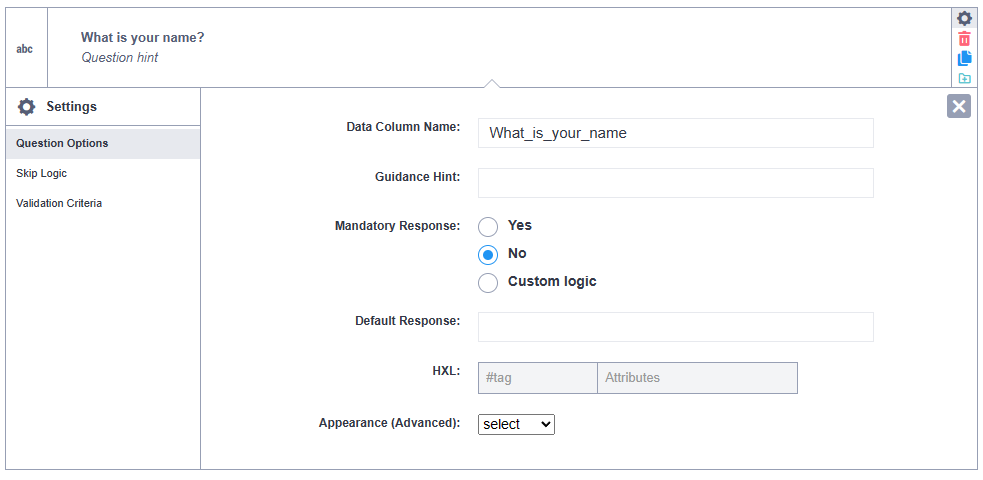 abc
What is your name?
Question hint
Settings
Question Options
Skip Logic
Validation Criteria
Data Column Name:
What_is_your_name
Guidance Hint:
Mandatory Response:
Yes
No
Custom logic
Default Response:
HXL:
#tag
Attributes
Appearance (Advanced):
select